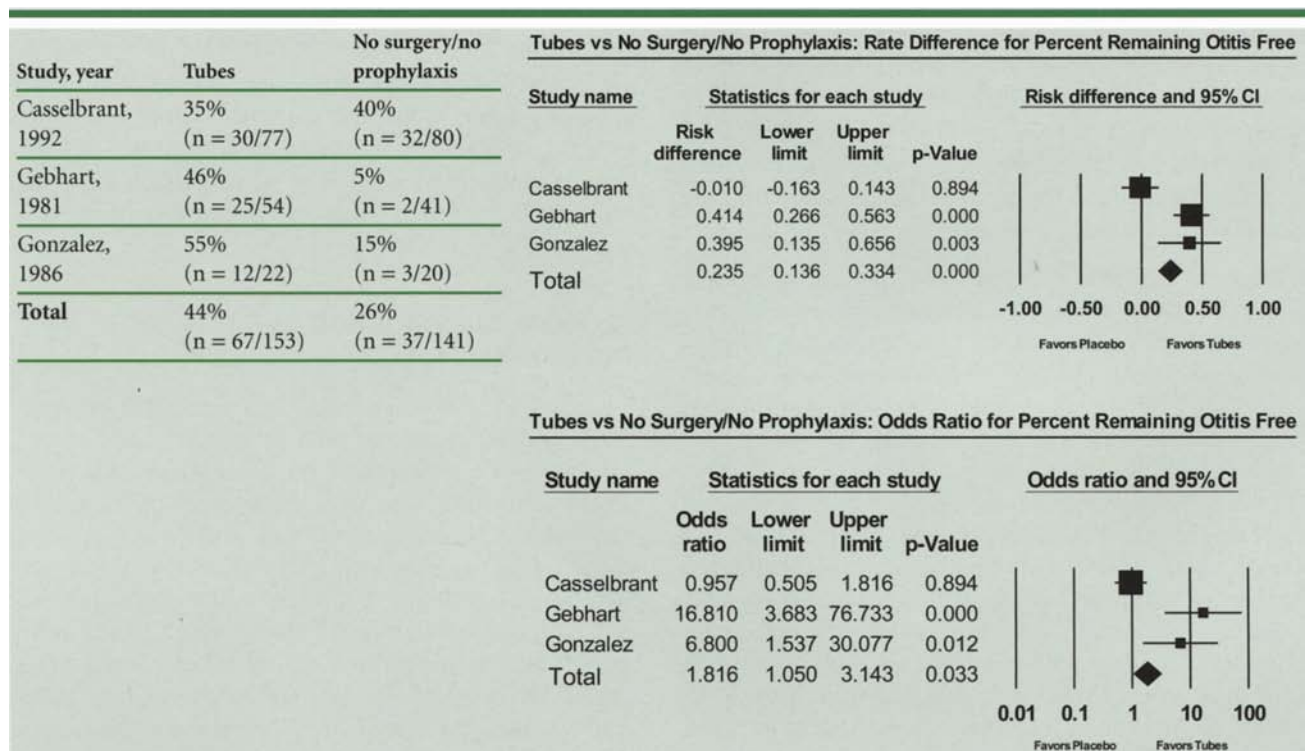 Study, year Tubes No surgery/no
prophylaxis
Casselbrant, 35% 40%
1992 (n = 30/77) (n = 32/80)
Gebhart, 46% 5%
1981 (n = 25/54) (n = 2/41)
Gonzalez, 55% 15%
1986 (n = 12/22) (n = 3/20)
Total 44% 26%
(n = 67/153) (n = 37/141)
Tubes vs No Surgery/No Prophylaxis: Rate Difference for Percent Remaining Otitis Free
Study name Statistics for each study Risk difference and 95% CI
Risk Lower Upper
difference limit limit p-Value
Casselbrant -0.010 -0.163 0.143 0.894
Gebhart 0.414 0.266 0.563 0.000
Gonzalez 0.395 0.135 0.656 0.003
Total 0.235 0.136 0.334 0.000
-1.00 -0.50 0.00 0.50 1.00
Favors Placebo Favors Tubes
Tubes vs No Surgery/No Prophylaxis: Odds Ratio for Percent Remaining Otitis Free
Study name Statistics for each study Odds ratio and 95% CI
Odds Lower Upper
ratio limit limit p-Value
Casselbrant 0.957 0.505 1.816 0.894
Gebhart 16.810 3.683 76.733 0.000
Gonzalez 6.800 1.537 30.077 0.012
Total 1.816 1.050 3.143 0.033
0.01 0.1 1 10 100
Favors Placebo Favors Tubes